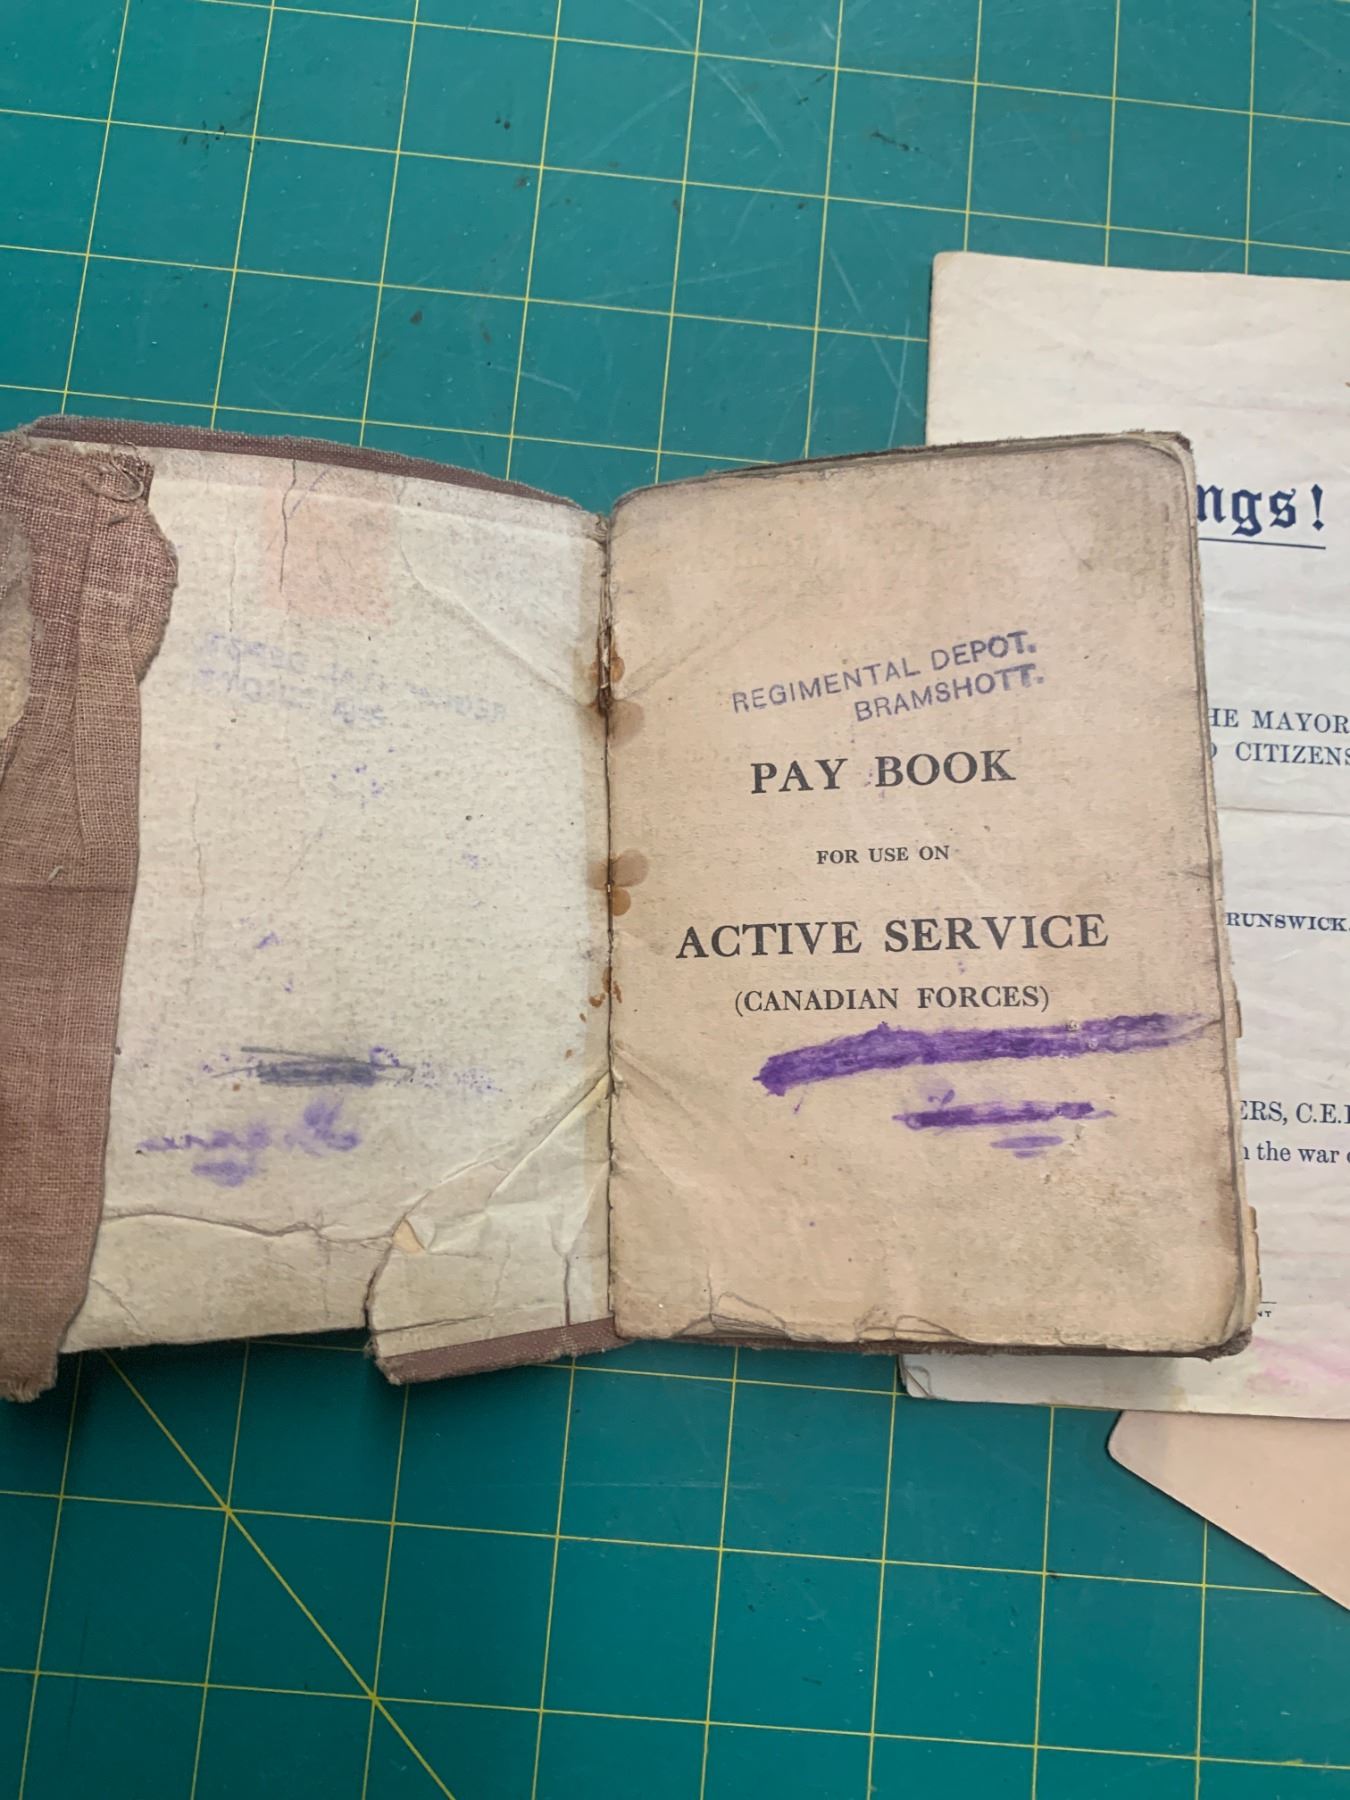 REGIMENTAL DEPOT.
BRAMSHOTT.
PAY BOOK
FOR USE ON
ACTIVE SERVICE
(CANADIAN FORCES)
ngs!
HE MAYOR
CITIZENS
RUNSWICK.
ERS, C.E.
n the war
NT